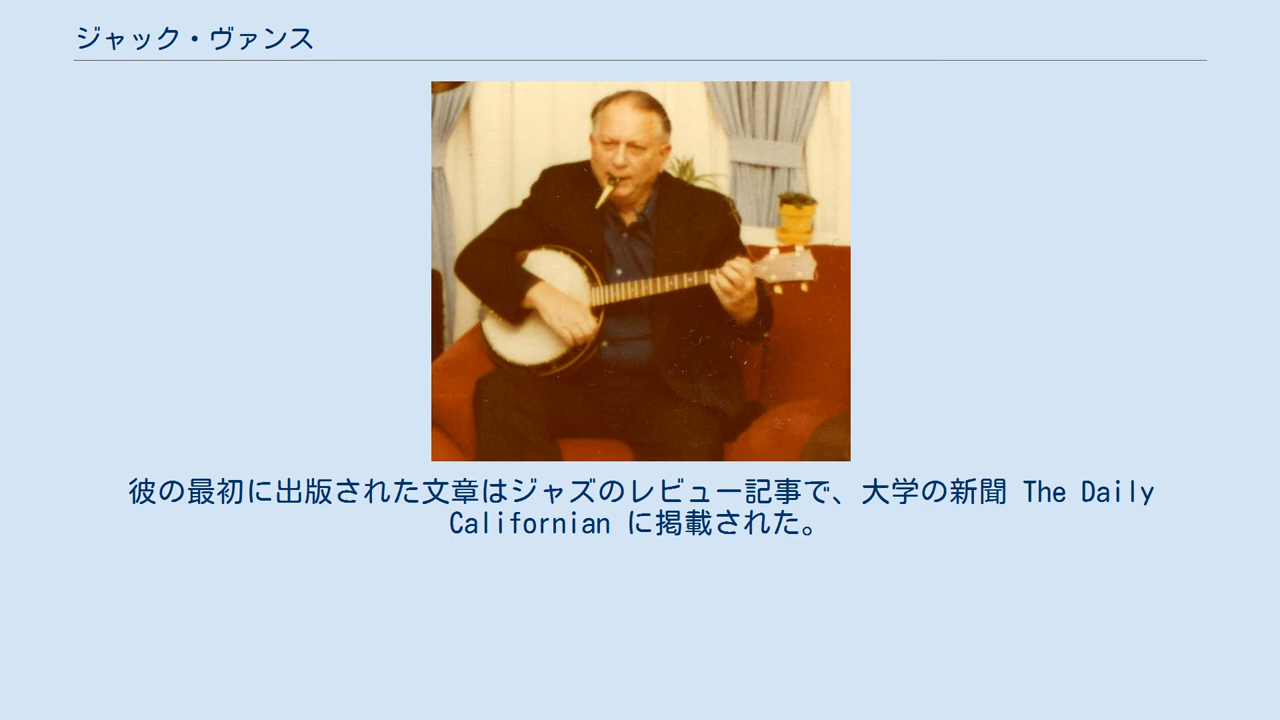 ジャック・ヴァンス
彼の最初に出版された文章はジャズのレビュー記事で、大学の新聞 The Daily
Californian に掲載された。